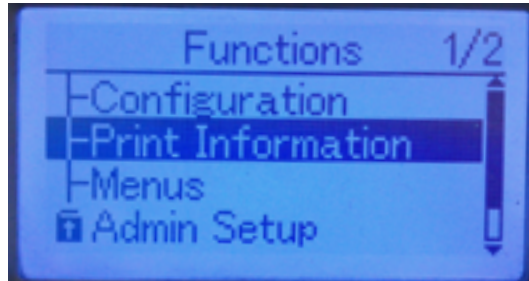 Functions 1/2
Configuration
Print Information
Menus
Admin Setup